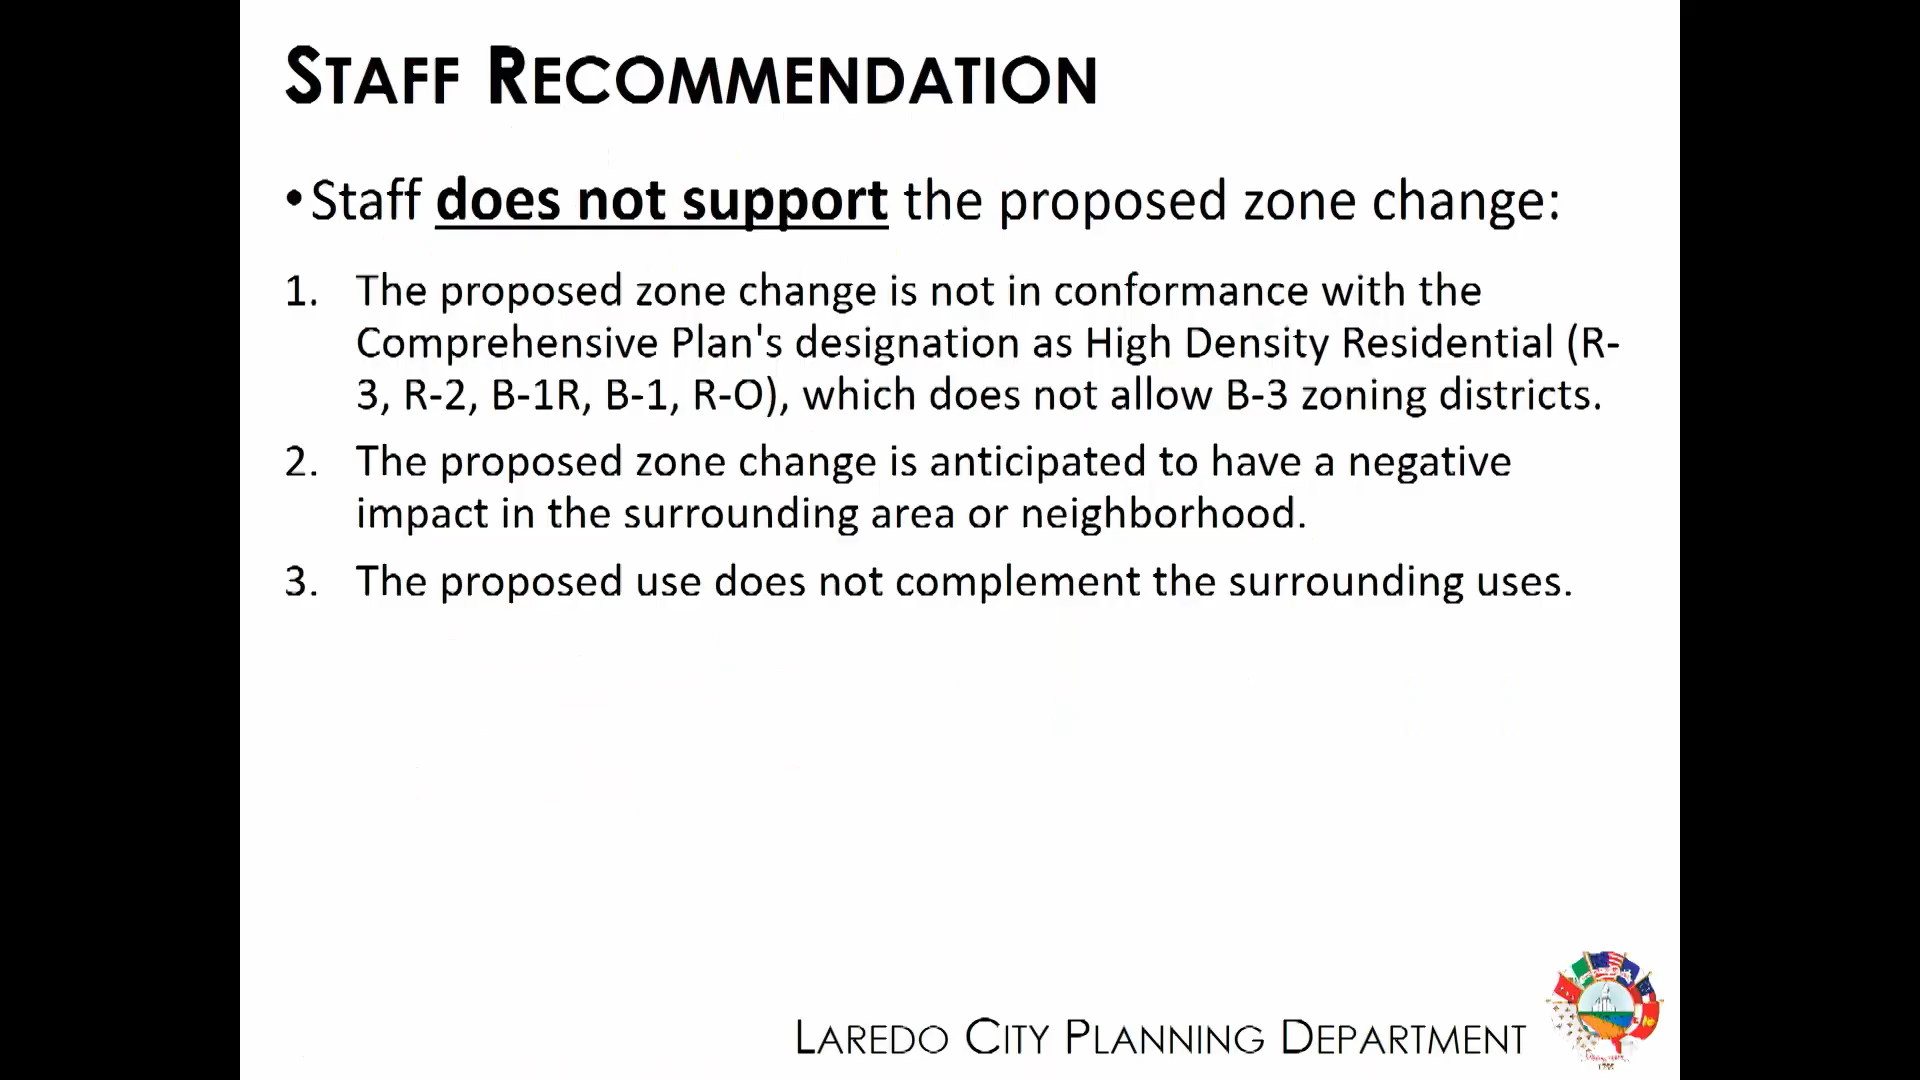 STAFF RECOMMENDATION
•Staff does not support the proposed zone change:
1. The proposed zone change is not in conformance with the
Comprehensive Plan's designation as High Density Residential (R-
3, R-2, B-1R, B-1, R-O), which does not allow B-3 zoning districts.
2. The proposed zone change is anticipated to have a negative
impact in the surrounding area or neighborhood.
3. The proposed use does not complement the surrounding uses.
LAREDO CITY PLANNING DEPARTMENT